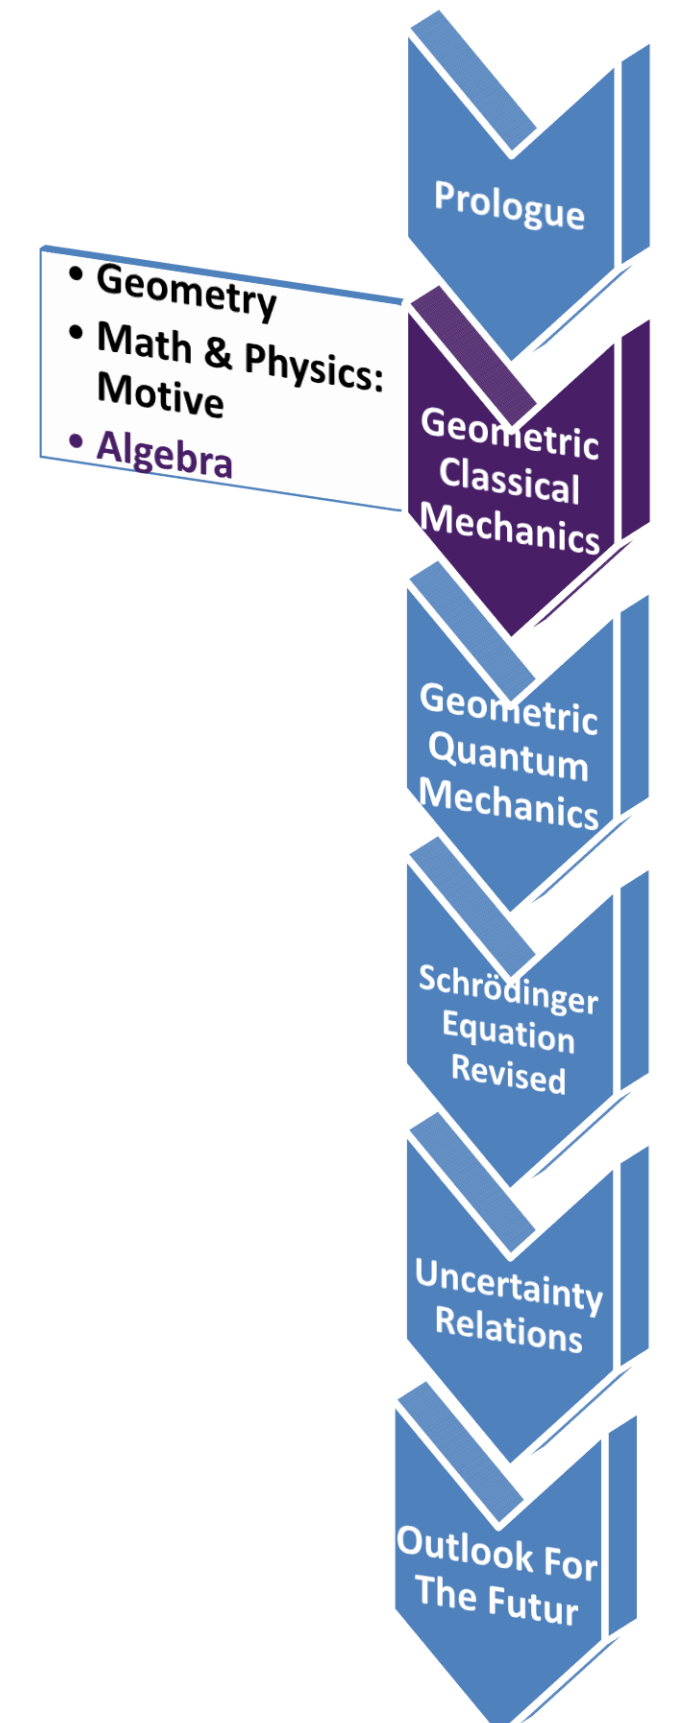 Prologue
• Geometry
• Math & Physics:
Motive
• Algebra
Geometric
Classical
Mechanics
Geometric
Quantum
Mechanics
Schrödinger
Equation
Revised
Uncertainty
Relations
Outlook For
The Futur